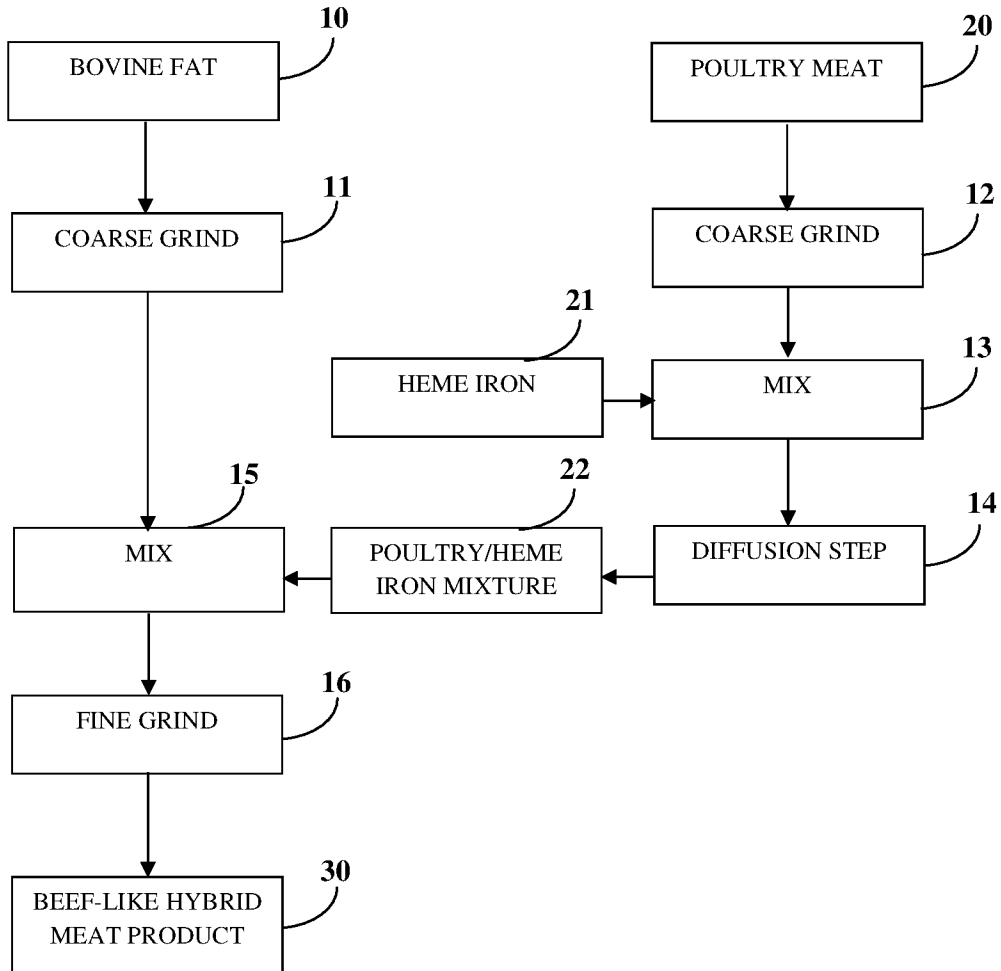 10
BOVINE FAT
20
POULTRY MEAT
11
COARSE GRIND
12
COARSE GRIND
21
HEME IRON
13
MIX
15
MIX
22
POULTRY/HEME
IRON MIXTURE
14
DIFFUSION STEP
16
FINE GRIND
30
BEEF-LIKE HYBRID
MEAT PRODUCT